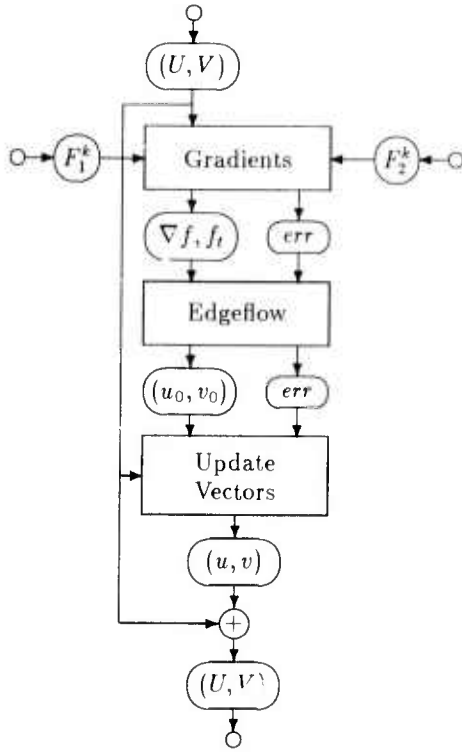 (U, V)
F₁ᵏ
Gradients
F₂ᵏ
∇f, fₜ
err
Edgeflow
(u₀, v₀)
err
Update
Vectors
(u, v)
+
(U, V)